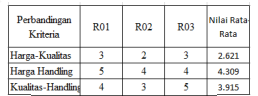 Perbandingan Kriteria R01 R02 R03 Nilai Rata-Rata
Harga-Kualitas 3 2 3 2.621
Harga Handling 5 4 4 4.309
Kualitas-Handling 4 3 5 3.915